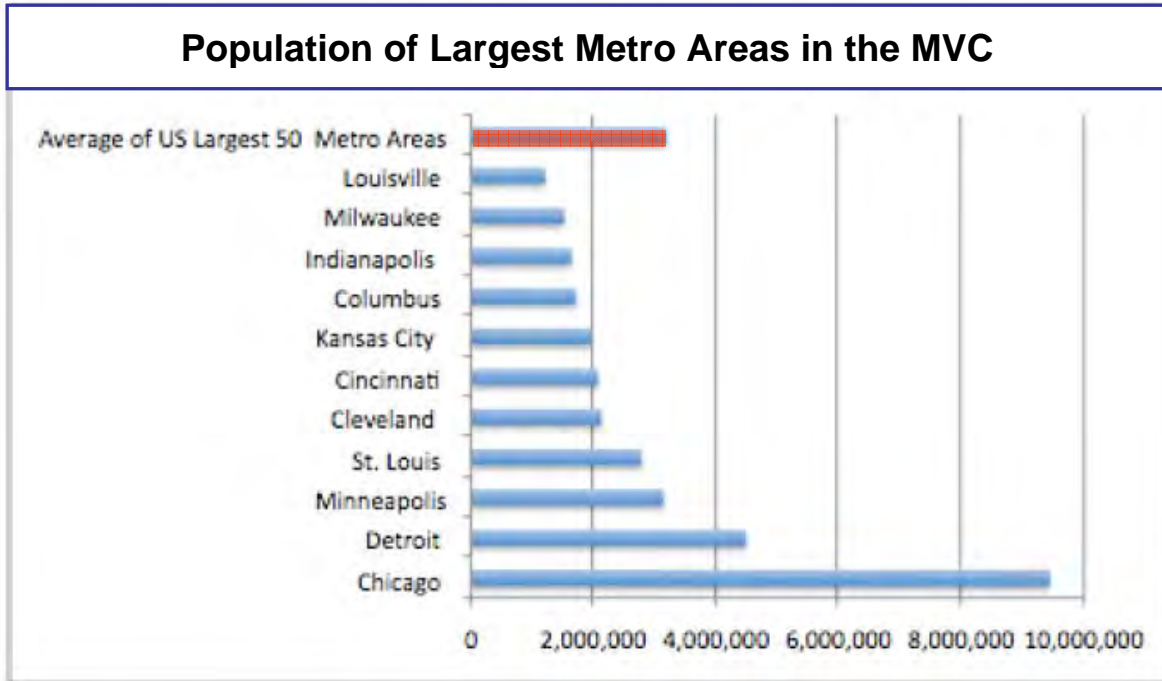 Population of Largest Metro Areas in the MVC
Average of US Largest 50 Metro Areas
Louisville
Milwaukee
Indianapolis
Columbus
Kansas City
Cincinnati
Cleveland
St. Louis
Minneapolis
Detroit
Chicago
0 2,000,000 4,000,000 6,000,000 8,000,000 10,000,000